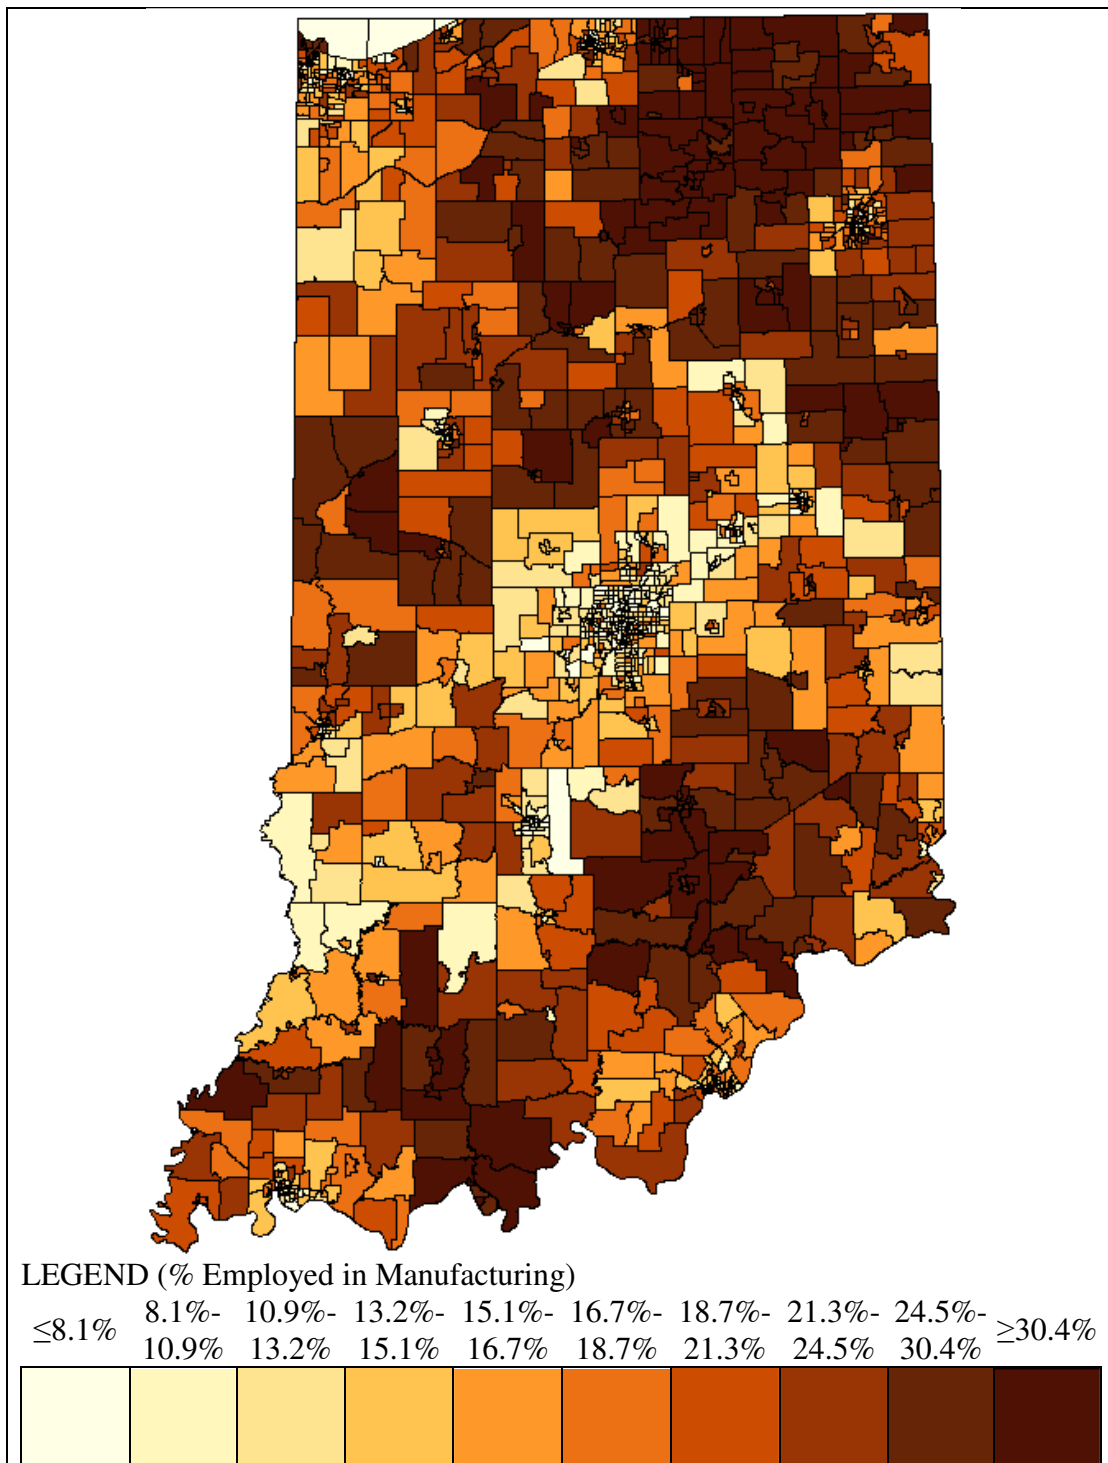 LEGEND (% Employed in Manufacturing)
≤8.1% 8.1%- 10.9%- 13.2%- 15.1%- 16.7%- 18.7%- 21.3%- 24.5%- ≥30.4%
10.9% 13.2% 15.1% 16.7% 18.7% 21.3% 24.5% 30.4%